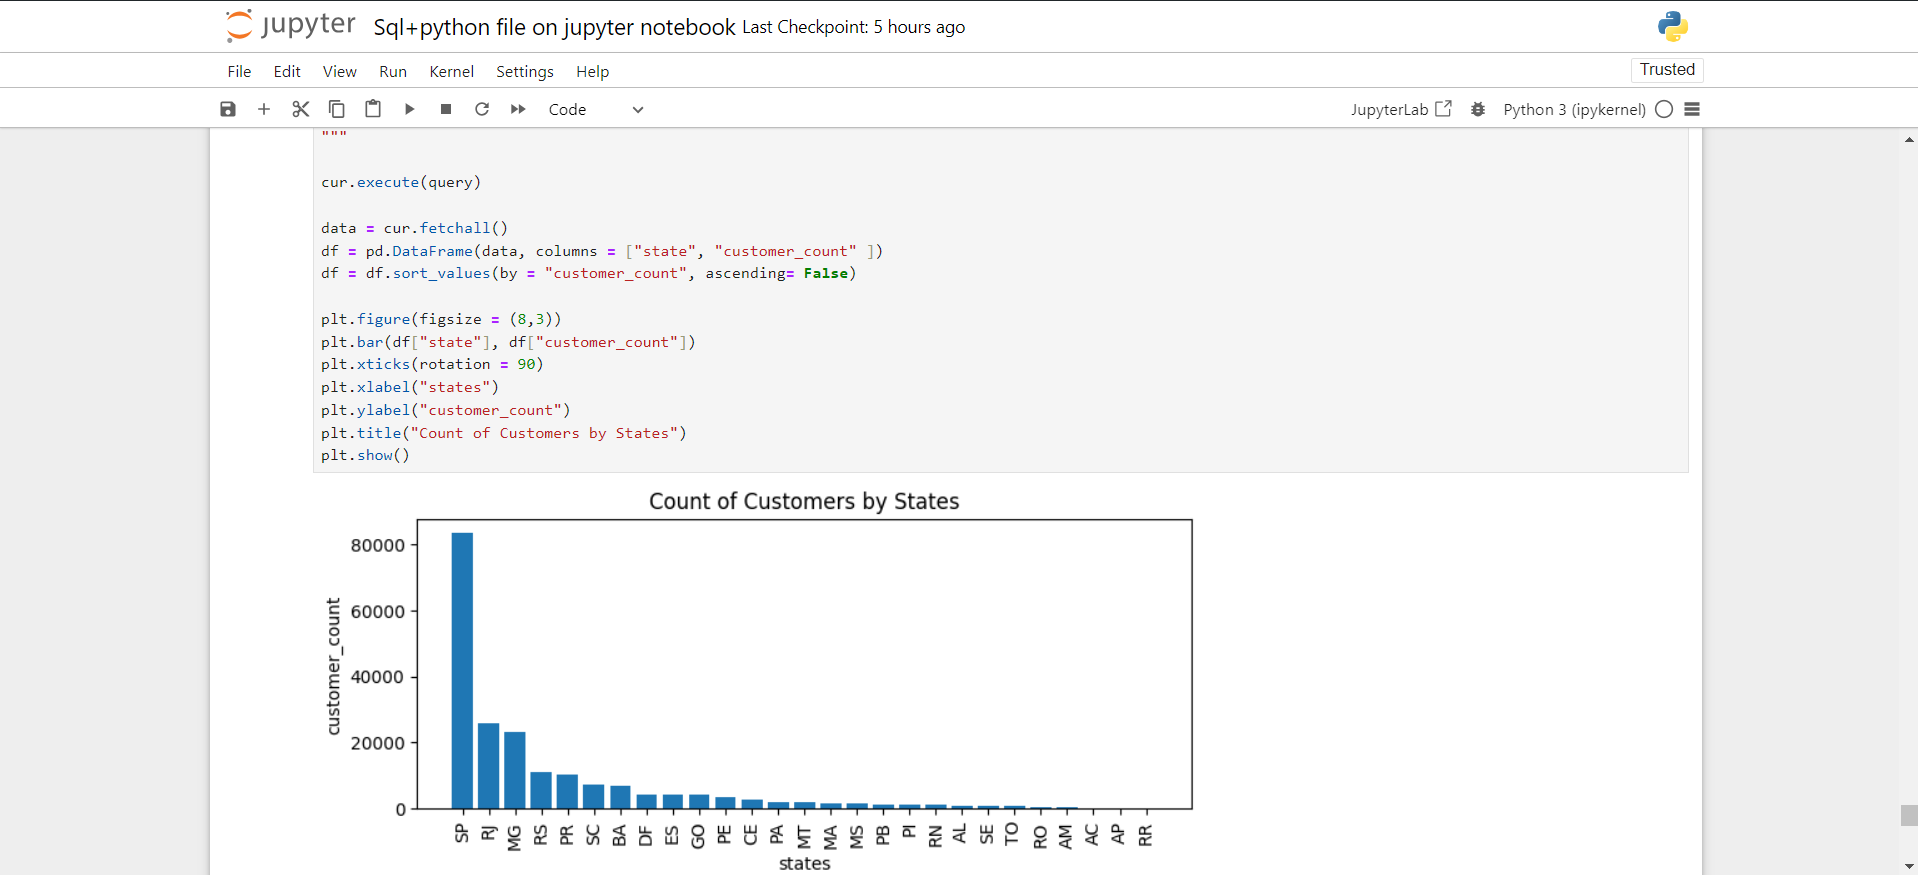 jupyter Sql+python file on jupyter notebook Last Checkpoint: 5 hours ago
File Edit View Run Kernel Settings Help Trusted
Code JupyterLab Python 3 (ipykernel)
"""
cur.execute(query)
data = cur.fetchall()
df = pd.DataFrame(data, columns = ["state", "customer_count" ])
df = df.sort_values(by = "customer_count", ascending= False)
plt.figure(figsize = (8,3))
plt.bar(df["state"], df["customer_count"])
plt.xticks(rotation = 90)
plt.xlabel("states")
plt.ylabel("customer_count")
plt.title("Count of Customers by States")
plt.show()
Count of Customers by States
customer_count
80000
60000
40000
20000
0
SP RJ MG RS PR SC BA DF ES GO PE CE PA MT MA MS PB PI RN AL SE TO RO AM AC AP RR
states